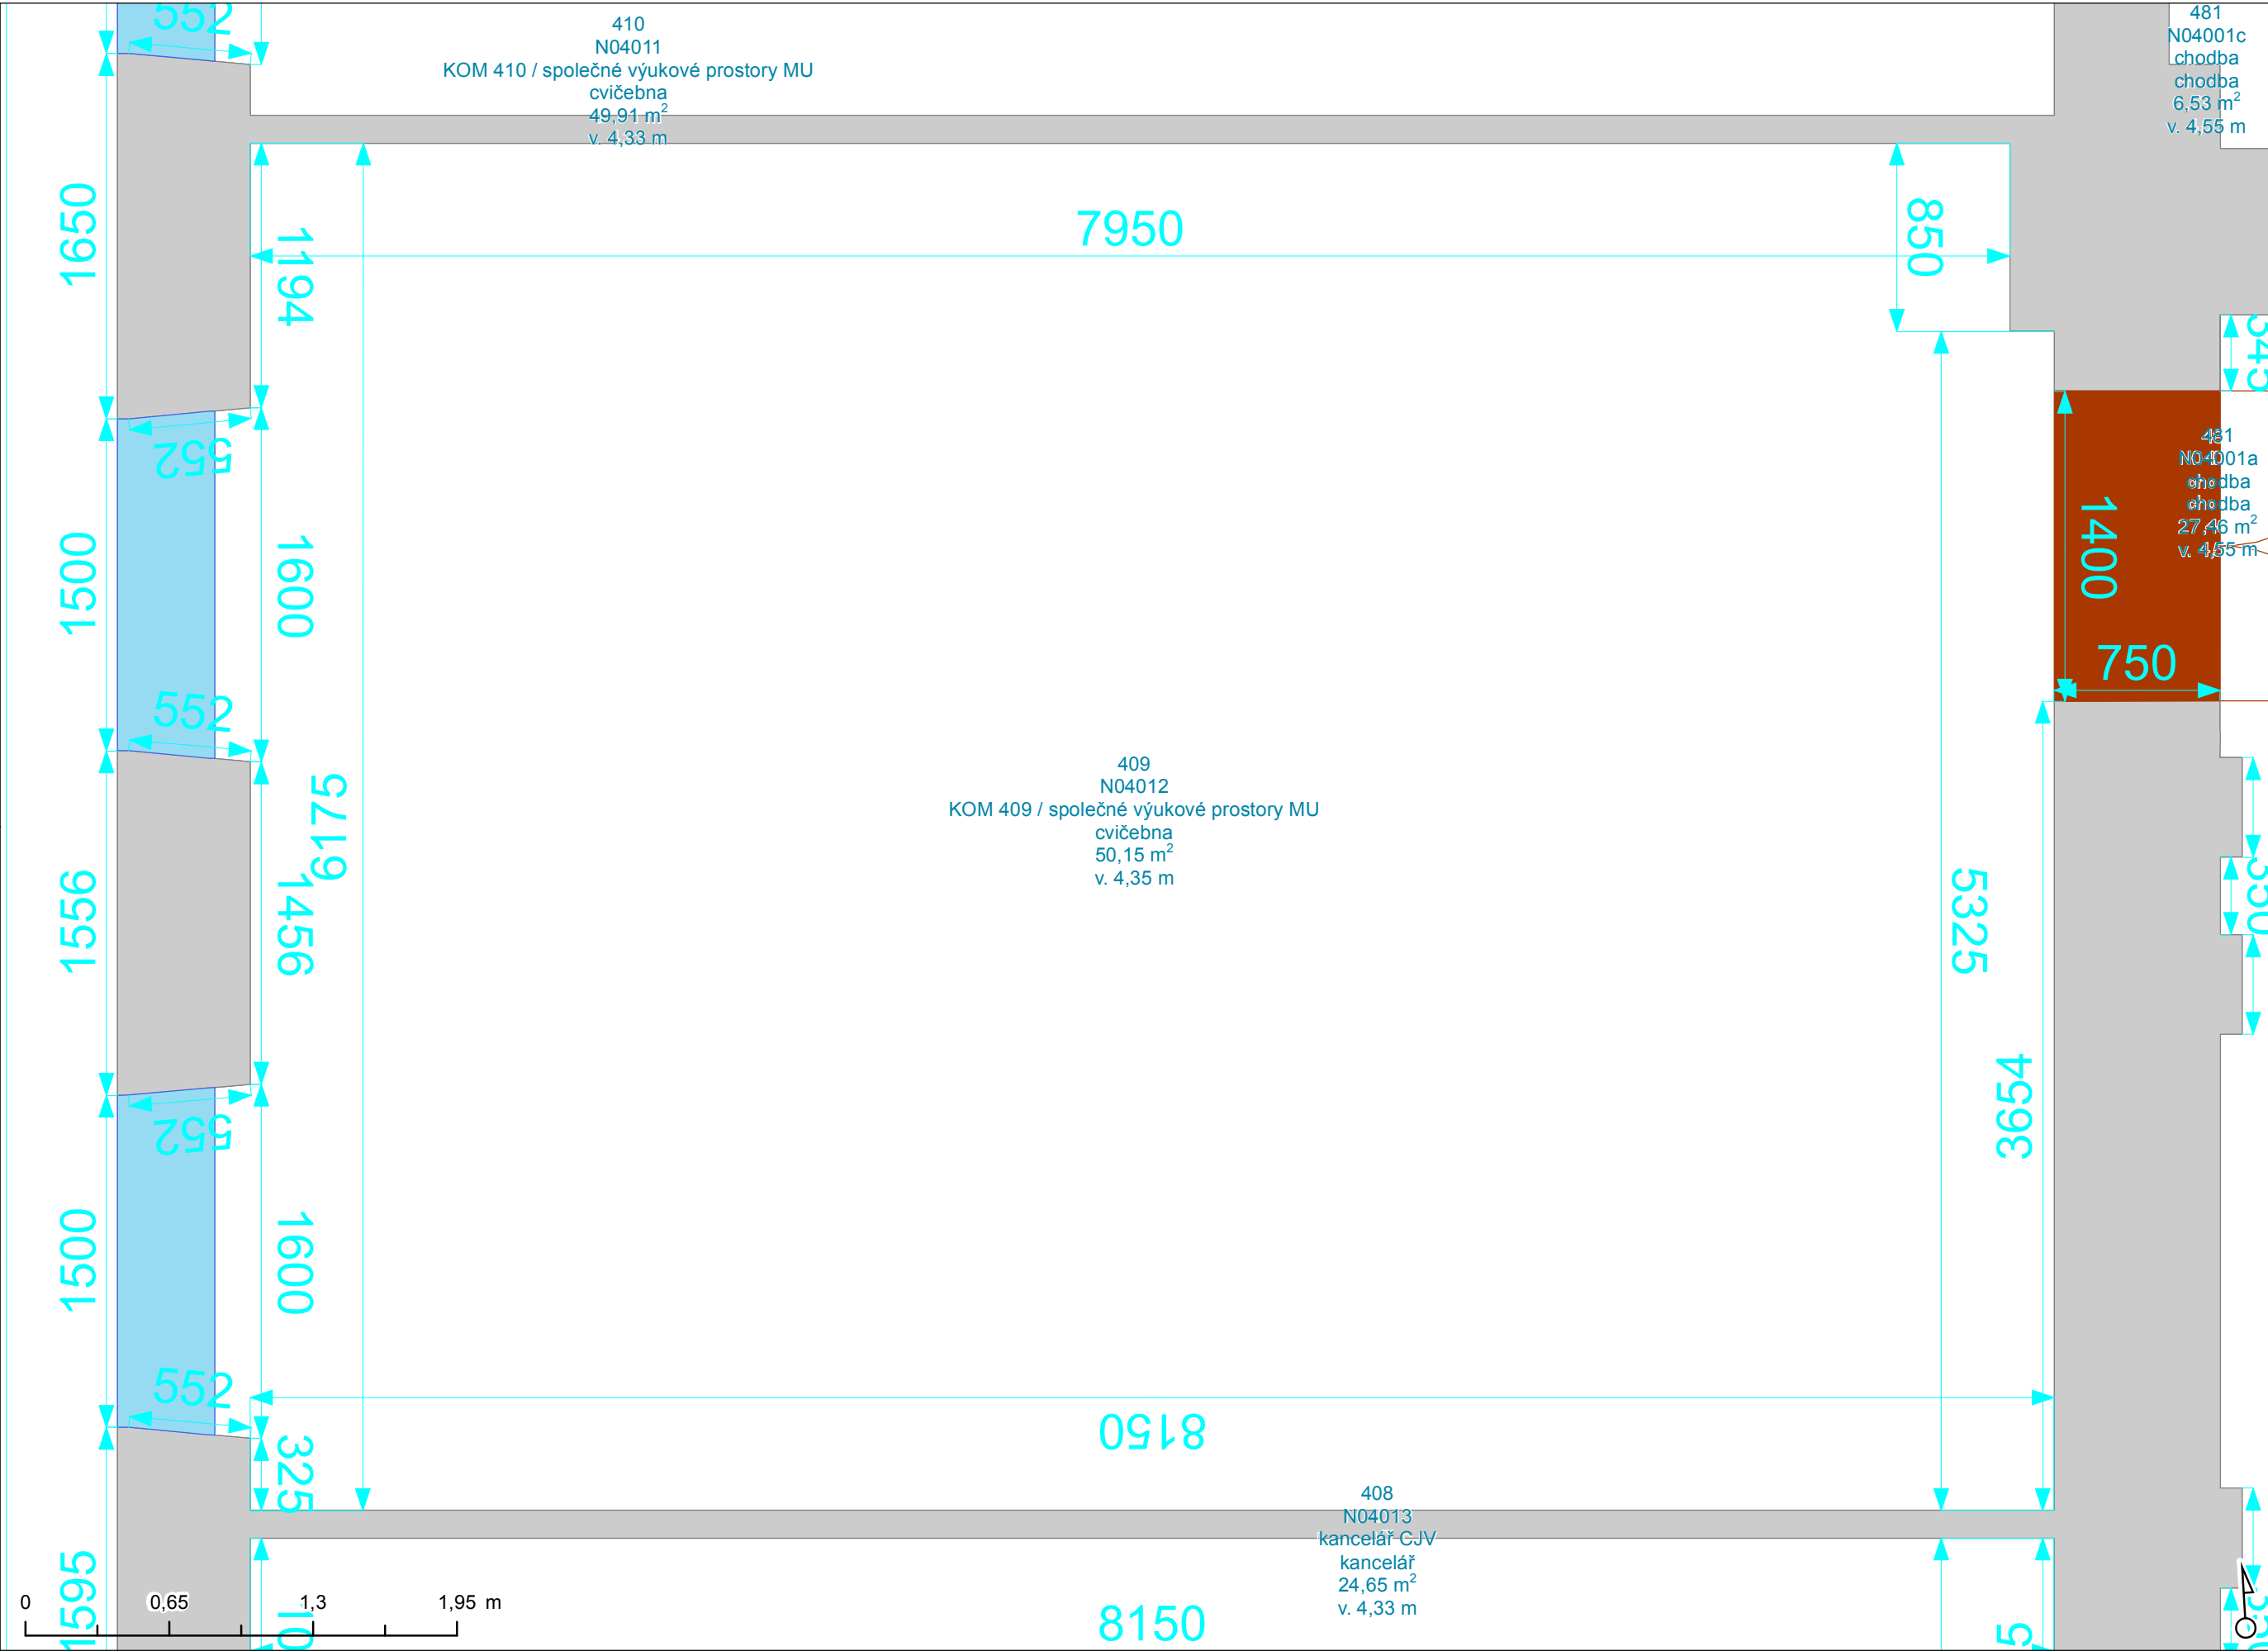 552
410
N04011
KOM 410 / společné výukové prostory MU
cvičebna
49,91 m²
v. 4,33 m
481
N04001c
chodba
chodba
6,53 m²
v. 4,55 m
1650
1194
7950
850
545
552
1500
1600
481
N04001a
chodba
chodba
27,46 m²
v. 4,55 m
1400
750
552
6175
409
N04012
KOM 409 / společné výukové prostory MU
cvičebna
50,15 m²
v. 4,35 m
1556
1456
5325
350
3654
552
1500
1600
552
8150
325
408
N04013
kancelář CJV
kancelář
24,65 m²
v. 4,33 m
1595
0 0,65 1,3 1,95 m
8150